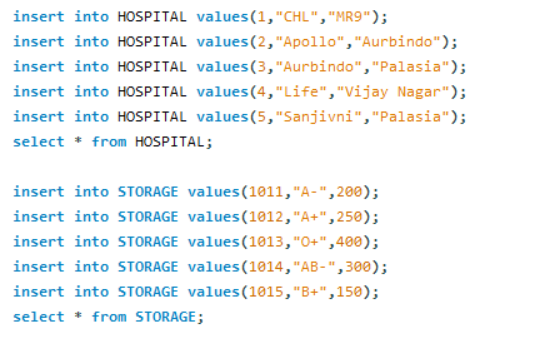 insert into HOSPITAL values(1,"CHL","MR9");
insert into HOSPITAL values(2,"Apollo","Aurbindo");
insert into HOSPITAL values(3,"Aurbindo","Palasia");
insert into HOSPITAL values(4,"Life","Vijay Nagar");
insert into HOSPITAL values(5,"Sanjivni","Palasia");
select * from HOSPITAL;
insert into STORAGE values(1011,"A-",200);
insert into STORAGE values(1012,"A+",250);
insert into STORAGE values(1013,"O+",400);
insert into STORAGE values(1014,"AB-",300);
insert into STORAGE values(1015,"B+",150);
select * from STORAGE;